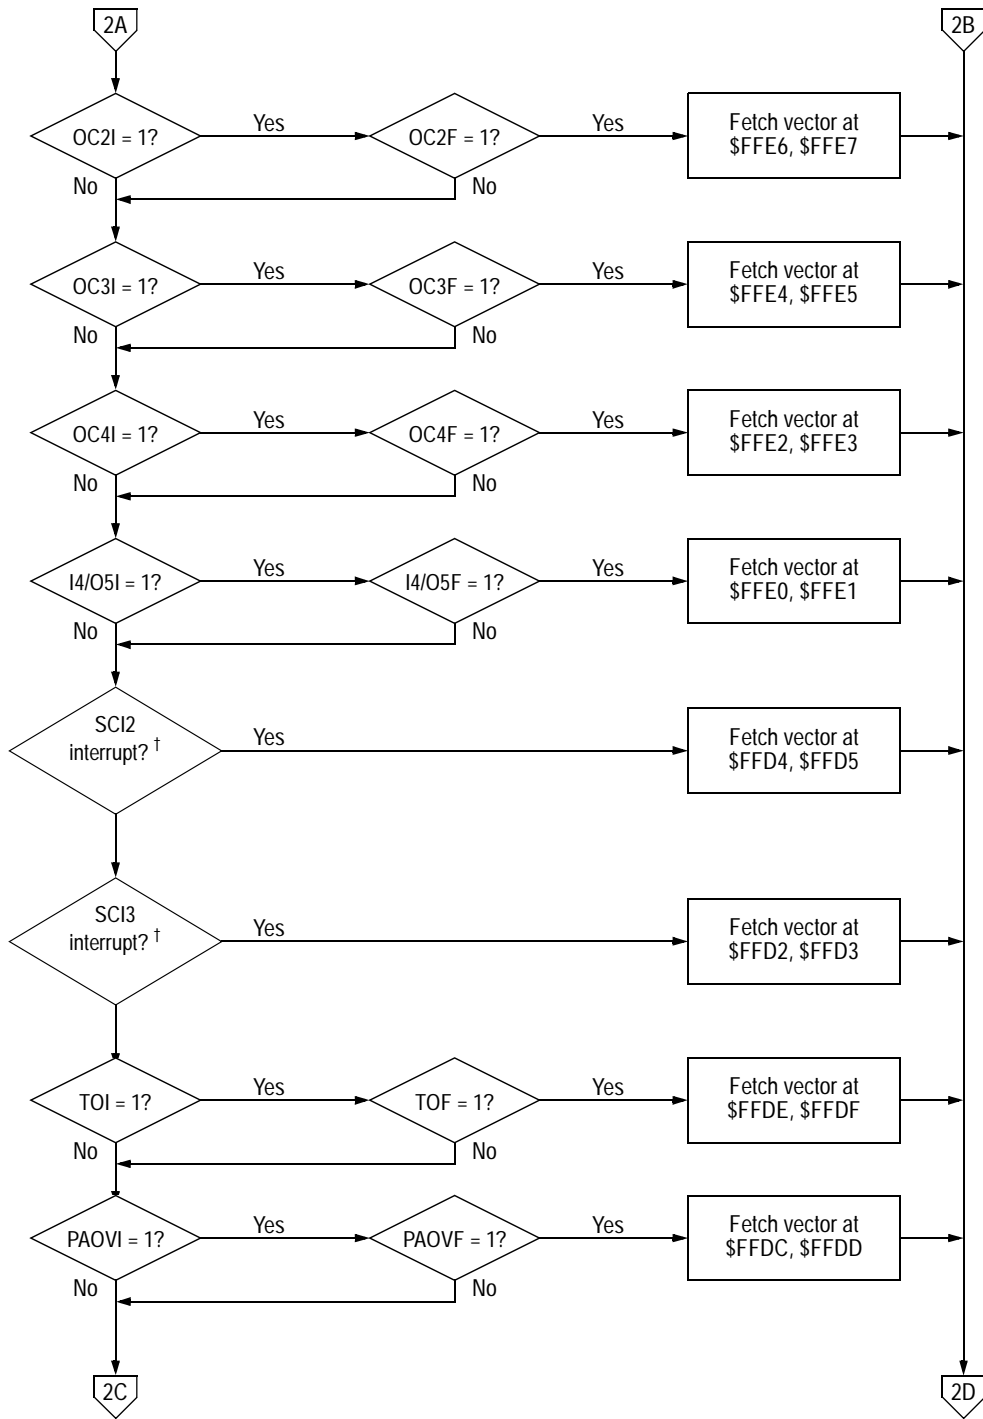 2A
2B
OC2I = 1?
Yes
OC2F = 1?
Yes
Fetch vector at
$FFE6, $FFE7
No
No
OC3I = 1?
Yes
OC3F = 1?
Yes
Fetch vector at
$FFE4, $FFE5
No
No
OC4I = 1?
Yes
OC4F = 1?
Yes
Fetch vector at
$FFE2, $FFE3
No
No
I4/O5I = 1?
Yes
I4/O5F = 1?
Yes
Fetch vector at
$FFE0, $FFE1
No
No
SCI2
interrupt? †
Yes
Fetch vector at
$FFD4, $FFD5
SCI3
interrupt? †
Yes
Fetch vector at
$FFD2, $FFD3
TOI = 1?
Yes
TOF = 1?
Yes
Fetch vector at
$FFDE, $FFDF
No
No
PAOVI = 1?
Yes
PAOVF = 1?
Yes
Fetch vector at
$FFDC, $FFDD
No
No
2C
2D